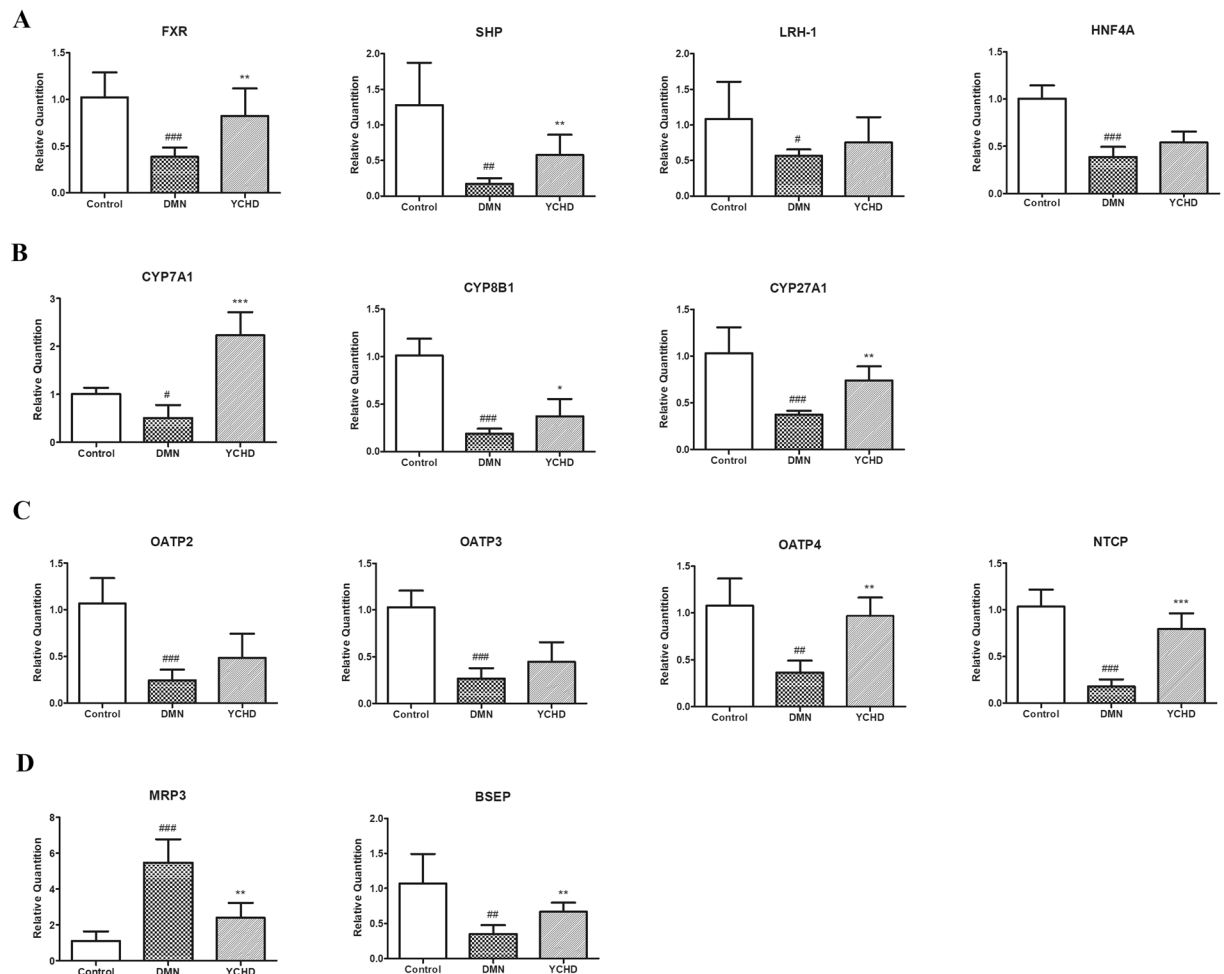 A
FXR
Relative Quantition
1.5
1.0
0.5
0.0
###
**
Control DMN YCHD
SHP
Relative Quantition
2.0
1.5
1.0
0.5
0.0
##
**
Control DMN YCHD
LRH-1
Relative Quantition
2.0
1.5
1.0
0.5
0.0
#
Control DMN YCHD
HNF4A
Relative Quantition
1.5
1.0
0.5
0.0
###
Control DMN YCHD
B
CYP7A1
Relative Quantition
3
2
1
0
#
***
Control DMN YCHD
CYP8B1
Relative Quantition
1.5
1.0
0.5
0.0
###
*
Control DMN YCHD
CYP27A1
Relative Quantition
1.5
1.0
0.5
0.0
###
**
Control DMN YCHD
C
OATP2
Relative Quantition
1.5
1.0
0.5
0.0
###
Control DMN YCHD
OATP3
Relative Quantition
1.5
1.0
0.5
0.0
###
Control DMN YCHD
OATP4
Relative Quantition
1.5
1.0
0.5
0.0
##
**
Control DMN YCHD
NTCP
Relative Quantition
1.5
1.0
0.5
0.0
###
***
Control DMN YCHD
D
MRP3
Relative Quantition
8
6
4
2
0
###
**
Control DMN YCHD
BSEP
Relative Quantition
2.0
1.5
1.0
0.5
0.0
##
**
Control DMN YCHD